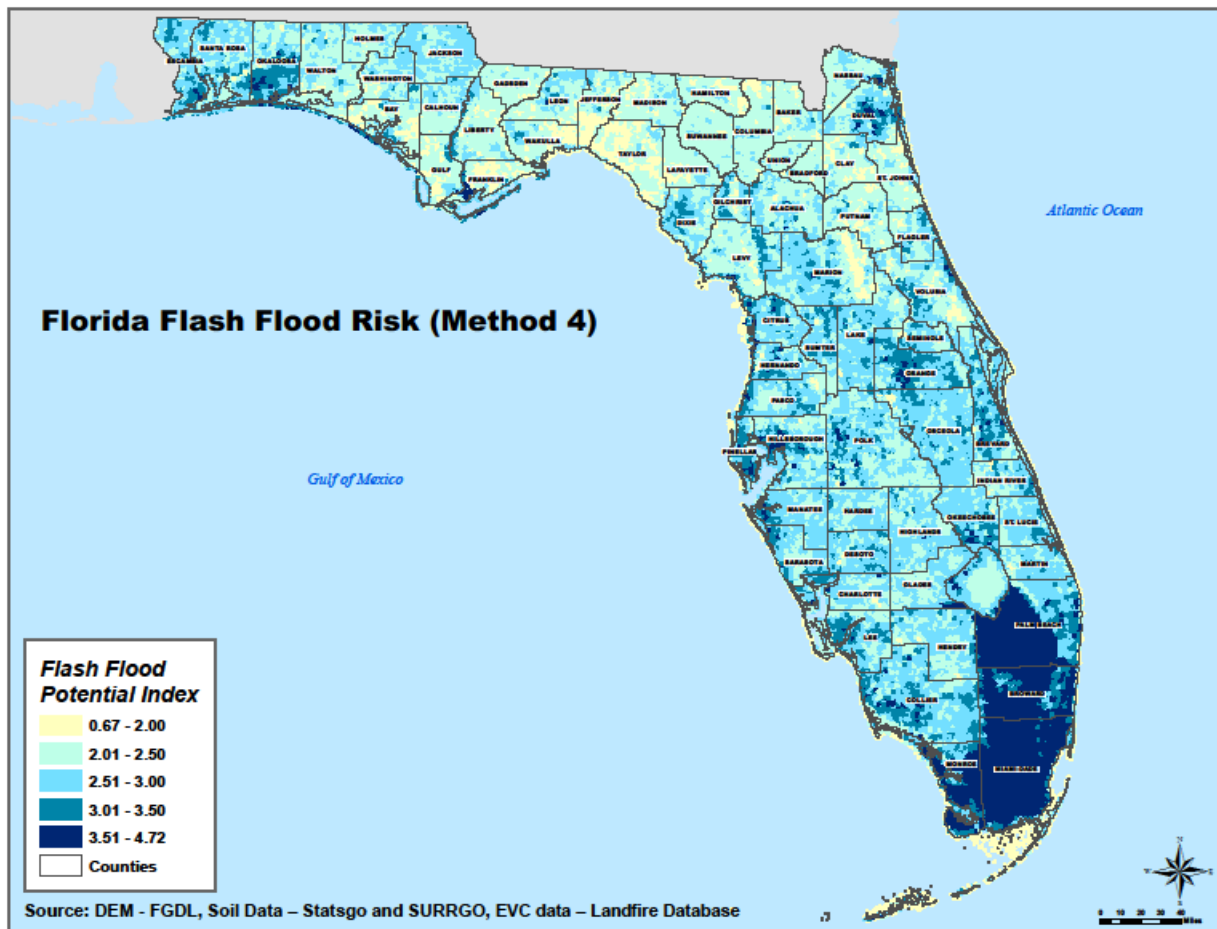 HOLMES
JACKSON
SANTA ROSA
ESCAMBIA
OKALOOSA
WALTON
WASHINGTON
NASSAU
GADSDEN
HAMILTON
LEON
JEFFERSON
MADISON
BAY
CALHOUN
BAKER
DUVAL
LIBERTY
SUWANNEE
COLUMBIA
WAKULLA
TAYLOR
UNION
CLAY
GULF
FRANKLIN
LAFAYETTE
BRADFORD
ST. JOHNS
GILCHRIST
ALACHUA
PUTNAM
Atlantic Ocean
DIXIE
FLAGLER
LEVY
MARION
VOLUSIA
Florida Flash Flood Risk (Method 4)
CITRUS
LAKE
SUMTER
SEMINOLE
HERNANDO
ORANGE
PASCO
OSCEOLA
HILLSBOROUGH
POLK
BREVARD
PINELLAS
Gulf of Mexico
INDIAN RIVER
MANATEE
HARDEE
OKEECHOBEE
ST. LUCIE
HIGHLANDS
DESOTO
SARASOTA
MARTIN
GLADES
CHARLOTTE
PALM BEACH
LEE
HENDRY
BROWARD
COLLIER
MONROE
MIAMI-DADE
Flash Flood
Potential Index
0.67 - 2.00
2.01 - 2.50
2.51 - 3.00
3.01 - 3.50
3.51 - 4.72
Counties
N
W E
S
Source: DEM - FGDL, Soil Data – Statsgo and SURRGO, EVC data – Landfire Database
0 10 20 30 40
Miles